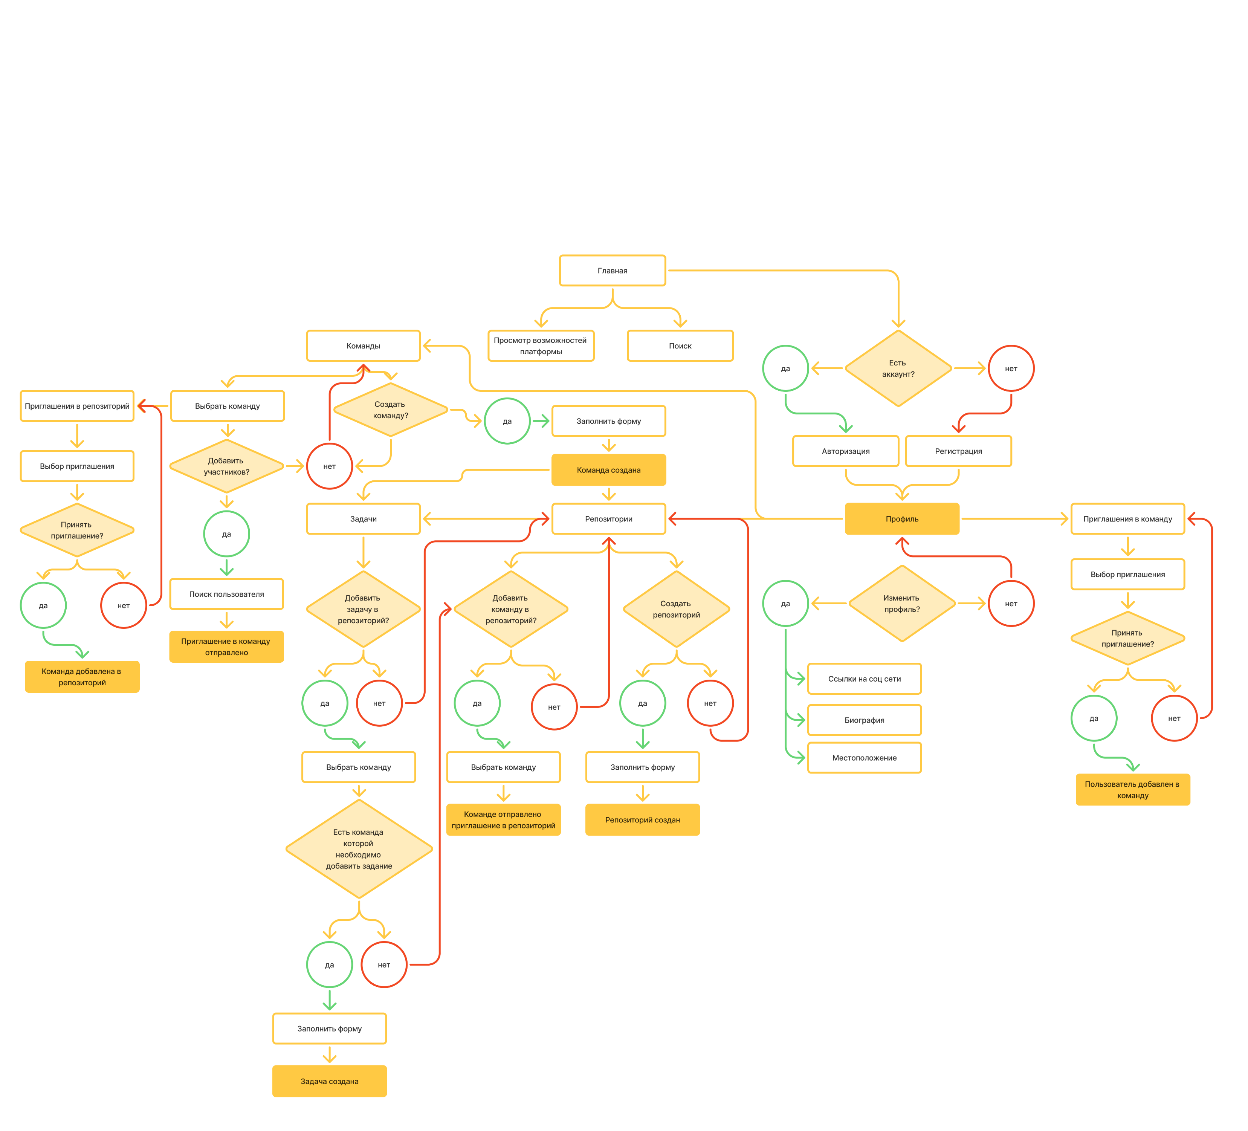 Главная
Просмотр возможностей
платформы
Поиск
Команды
Есть
аккаунт?
да
нет
Приглашения в репозиторий
Выбрать команду
Создать
команду?
да
Заполнить форму
Авторизация
Регистрация
Выбор приглашения
Добавить
участников?
нет
Команда создана
Принять
приглашение?
да
Задачи
Репозитории
Профиль
Приглашения в команду
Выбор приглашения
да
нет
Поиск пользователя
Добавить
задачу в
репозиторий?
Добавить
команду в
репозиторий?
Создать
репозиторий
да
Изменить
профиль?
нет
Принять
приглашение?
Приглашение в команду
отправлено
Команда добавлена в
репозиторий
да
нет
да
нет
да
нет
Ссылки на соц сети
Биография
Местоположение
да
нет
Выбрать команду
Выбрать команду
Заполнить форму
Пользователь добавлен в
команду
Команде отправлено
приглашение в репозиторий
Репозиторий создан
Есть команда
которой
необходимо
добавить задание
да
нет
Заполнить форму
Задача создана